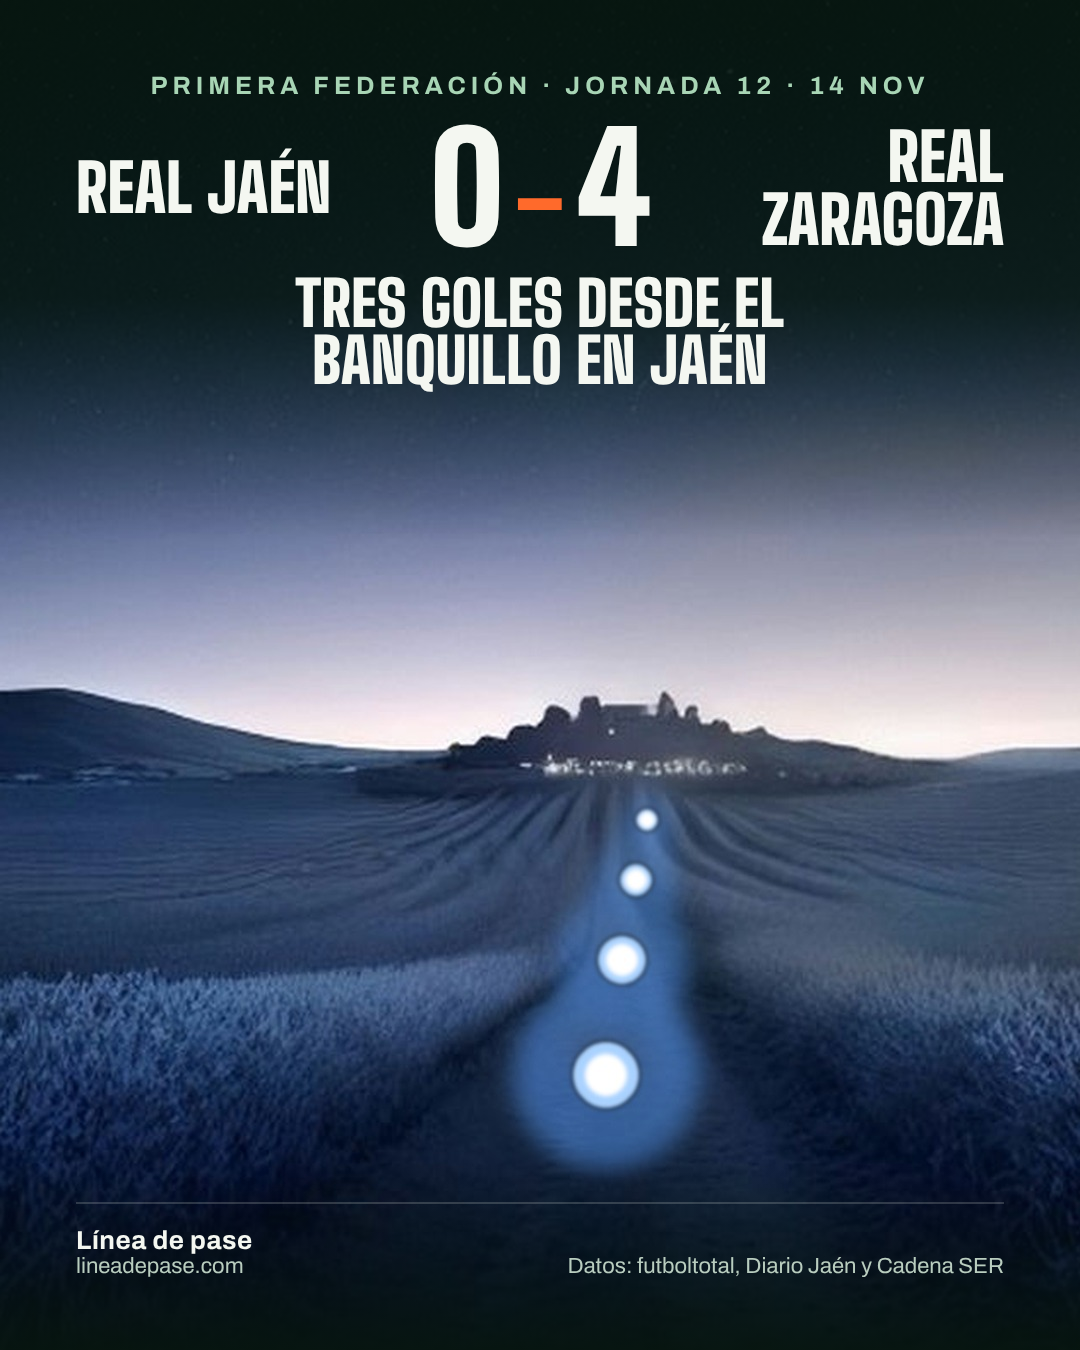 PRIMERA FEDERACIÓN · JORNADA 12 · 14 NOV
REAL JAÉN
0–4
REAL
ZARAGOZA
TRES GOLES DESDE EL
BANQUILLO EN JAÉN
Línea de pase
lineadepase.com
Datos: futboltotal, Diario Jaén y Cadena SER